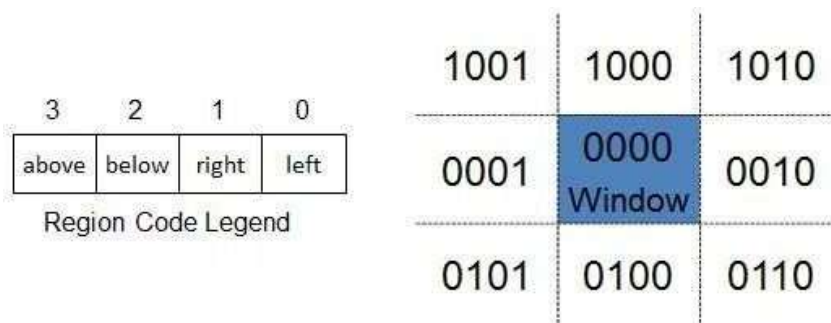 3 2 1 0
above below right left
Region Code Legend
1001 1000 1010
0001 0000 0010
Window
0101 0100 0110